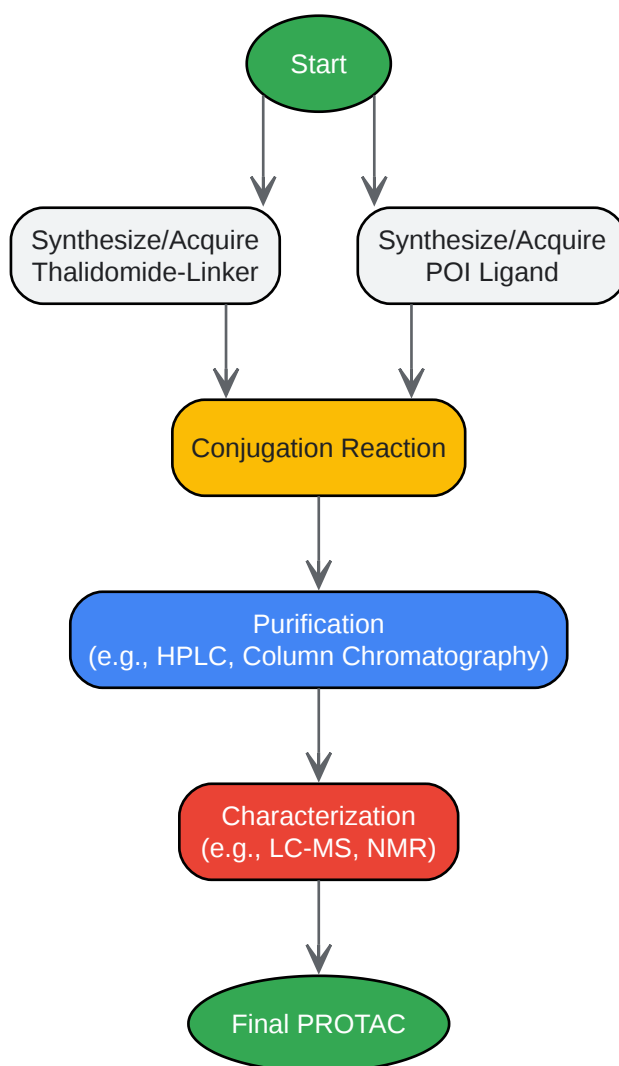 Start
Synthesize/Acquire
Thalidomide-Linker
Synthesize/Acquire
POI Ligand
Conjugation Reaction
Purification
(e.g., HPLC, Column Chromatography)
Characterization
(e.g., LC-MS, NMR)
Final PROTAC